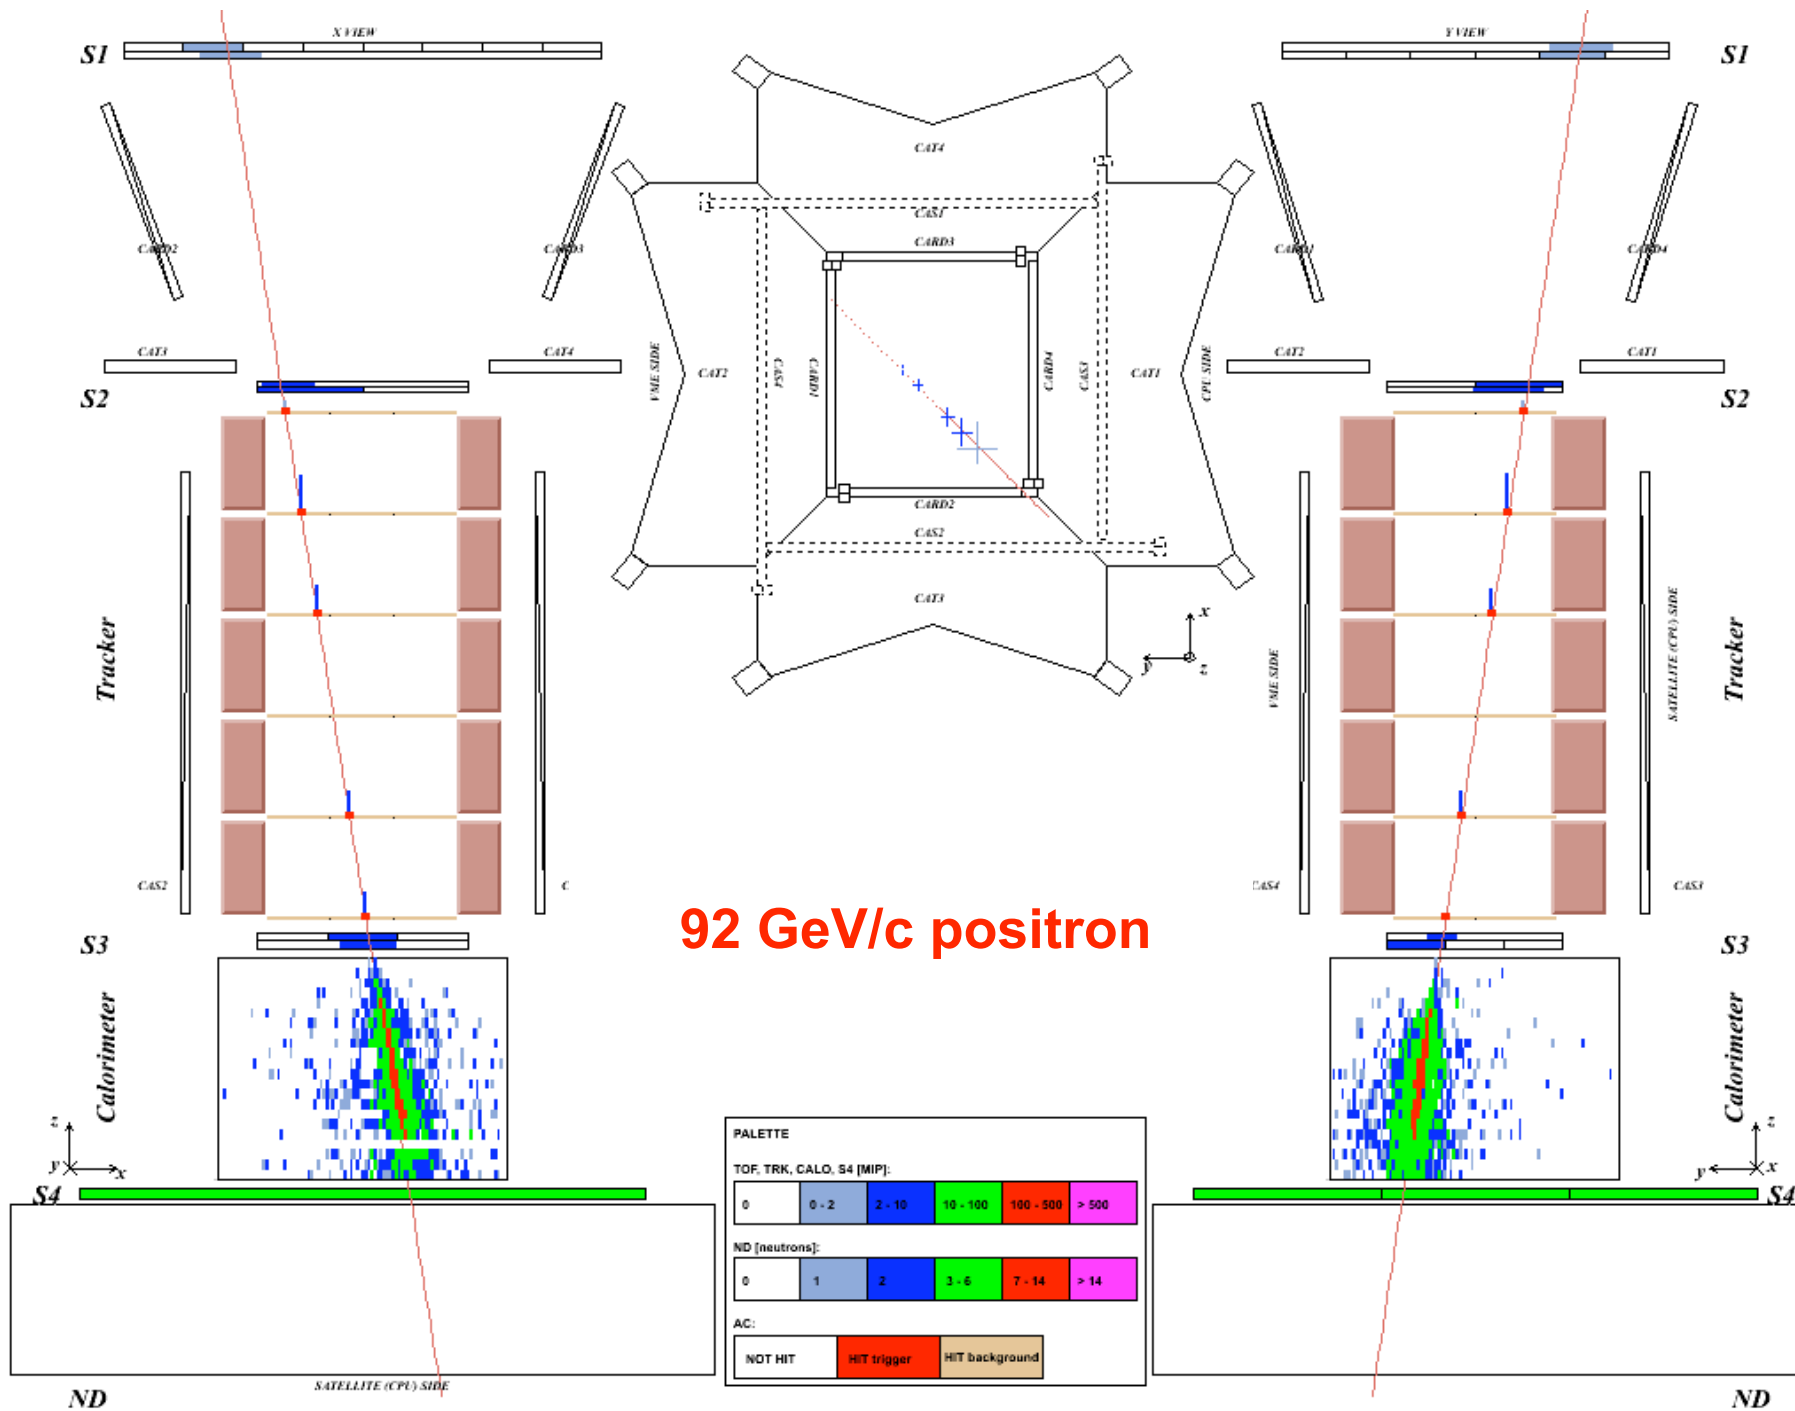 X VIEW
Y VIEW
S1
S1
CAT4
CARD2
CARD3
CAS1
CARD3
CARD1
CARD4
CAT3
CAT4
CAT2
CAT1
VME SIDE
CAT2
CAS4
CARD1
CARD4
CAS3
CAT1
CPU SIDE
S2
S2
CARD2
CAS2
CAT3
x
y
z
Tracker
VME SIDE
SATELLITE (CPU) SIDE
Tracker
CAS2
C
CAS4
CAS3
92 GeV/c positron
S3
S3
Calorimeter
Calorimeter
z
y
x
z
y
x
S4
S4
PALETTE
TOF, TRK, CALO, S4 [MIP]:
0 0 - 2 2 - 10 10 - 100 100 - 500 > 500
ND [neutrons]:
0 1 2 3 - 6 7 - 14 > 14
AC:
NOT HIT HIT trigger HIT background
SATELLITE (CPU) SIDE
ND
ND